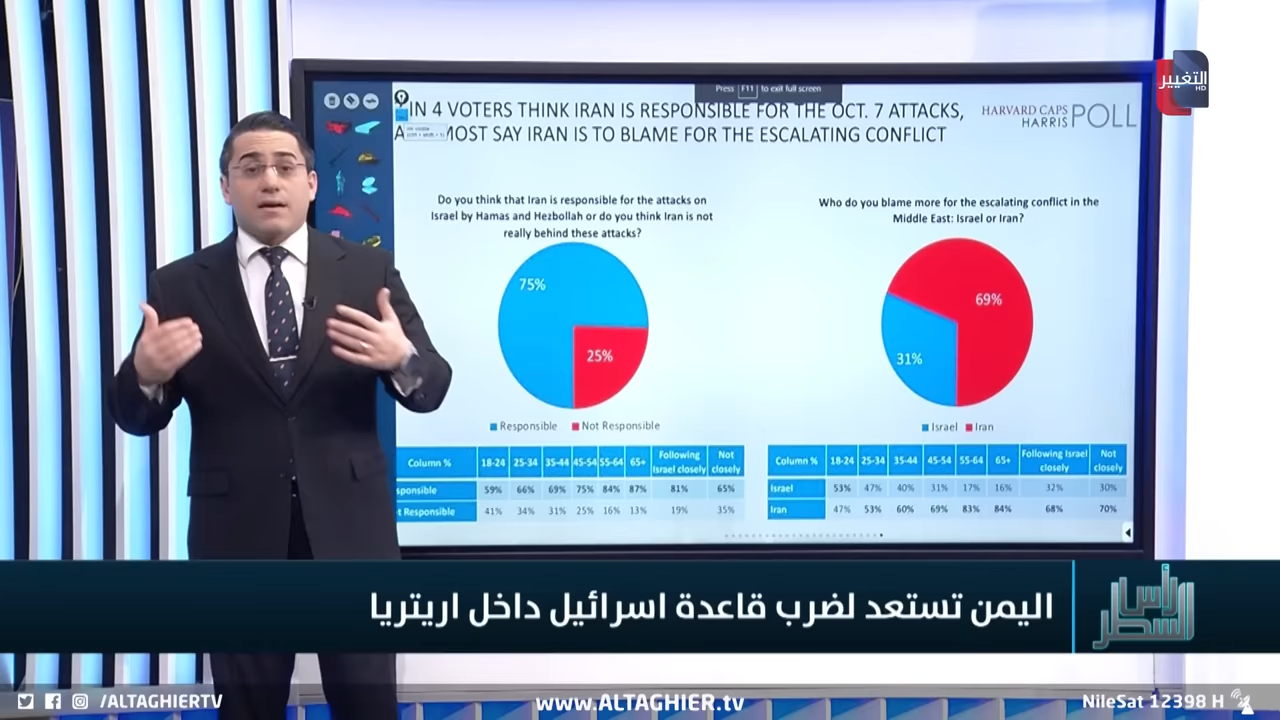 التغيير
HD
Press F11 to exit full screen
IN 4 VOTERS THINK IRAN IS RESPONSIBLE FOR THE OCT. 7 ATTACKS,
A MOST SAY IRAN IS TO BLAME FOR THE ESCALATING CONFLICT
HARVARD CAPS
HARRIS POLL
Do you think that Iran is responsible for the attacks on
Israel by Hamas and Hezbollah or do you think Iran is not
really behind these attacks?
75%
25%
Responsible Not Responsible
Column % 18-24 25-34 35-44 45-54 55-64 65+ Following Israel closely Not closely
sponsible 59% 66% 69% 75% 84% 87% 81% 65%
t Responsible 41% 34% 31% 25% 16% 13% 19% 35%
Who do you blame more for the escalating conflict in the
Middle East: Israel or Iran?
69%
31%
Israel Iran
Column % 18-24 25-34 35-44 45-54 55-64 65+ Following Israel closely Not closely
Israel 53% 47% 40% 31% 17% 16% 32% 30%
Iran 47% 53% 60% 69% 83% 84% 68% 70%
رأس
السطر
اليمن تستعد لضرب قاعدة اسرائيل داخل اريتريا
/ALTAGHIERTV
www.ALTAGHIER.tv
NileSat 12398 H